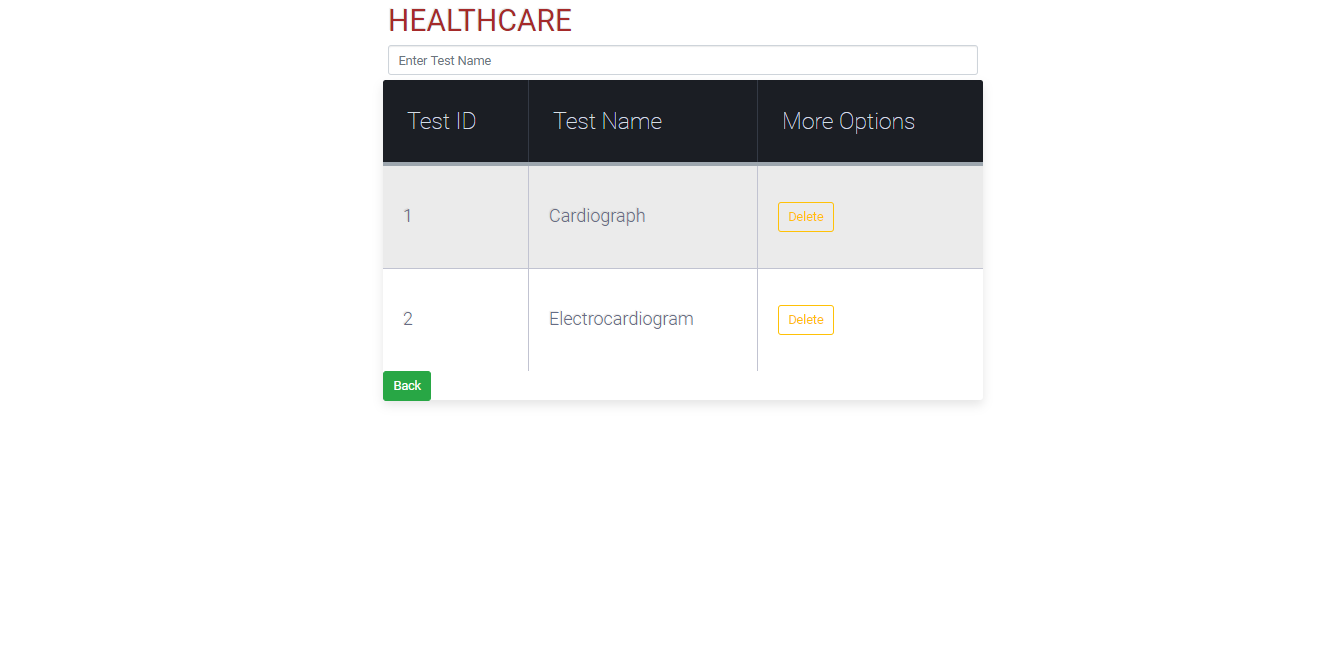 HEALTHCARE
Enter Test Name
Test ID Test Name More Options
1 Cardiograph Delete
2 Electrocardiogram Delete
Back